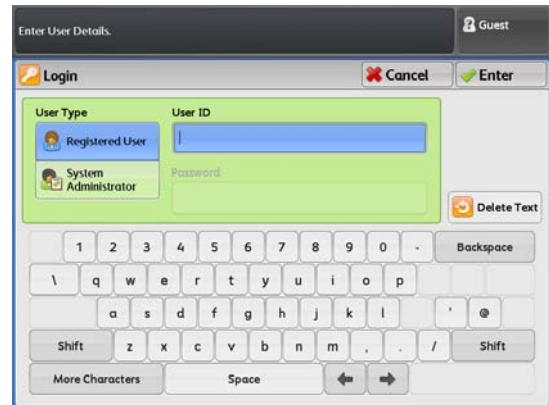 Enter User Details.
Guest
Login
Cancel
Enter
User Type
User ID
Registered User
System
Administrator
Password
Delete Text
1 2 3 4 5 6 7 8 9 0 - Backspace
\ q w e r t y u i o p
a s d f g h j k l ' @
Shift z x c v b n m , . / Shift
More Characters Space